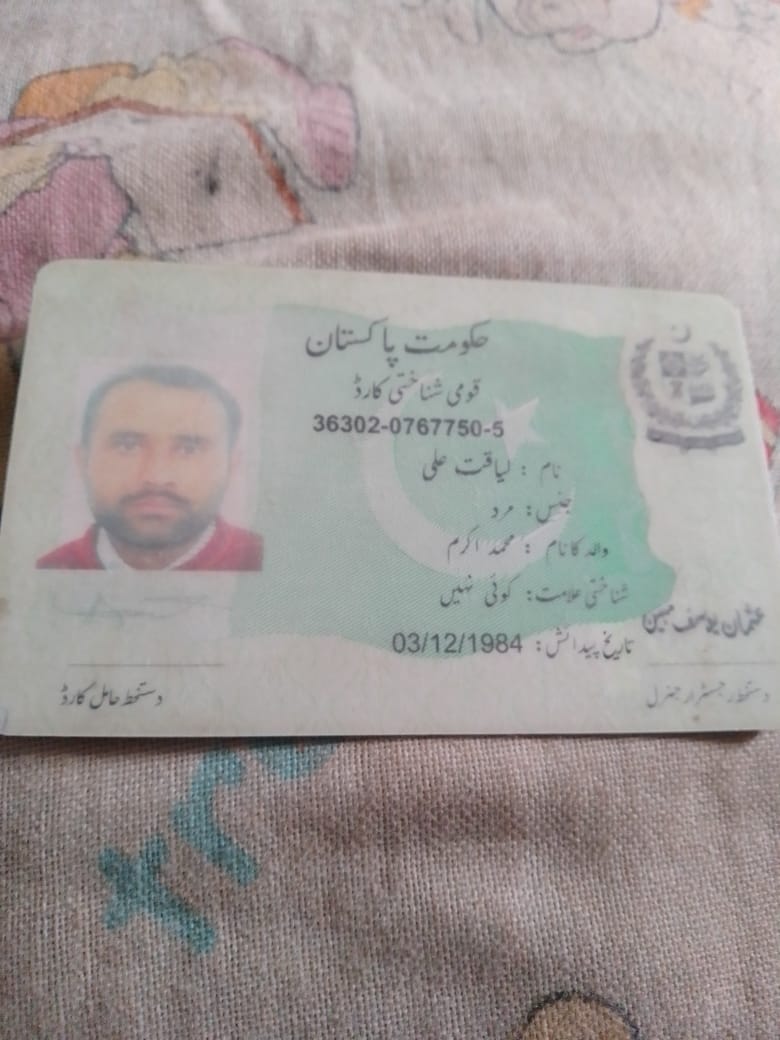 حکومت پاکستان
قومی شناختی کارڈ
36302-0767750-5
نام : لیاقت علی
جنس: مرد
والد کا نام : محمد اکرم
شناختی علامت: کوئی نہیں
تاریخ پیدائش: 03/12/1984
عثمان یوسف مبین
دستخط حامل کارڈ
دستخط رجسٹرار جنرل